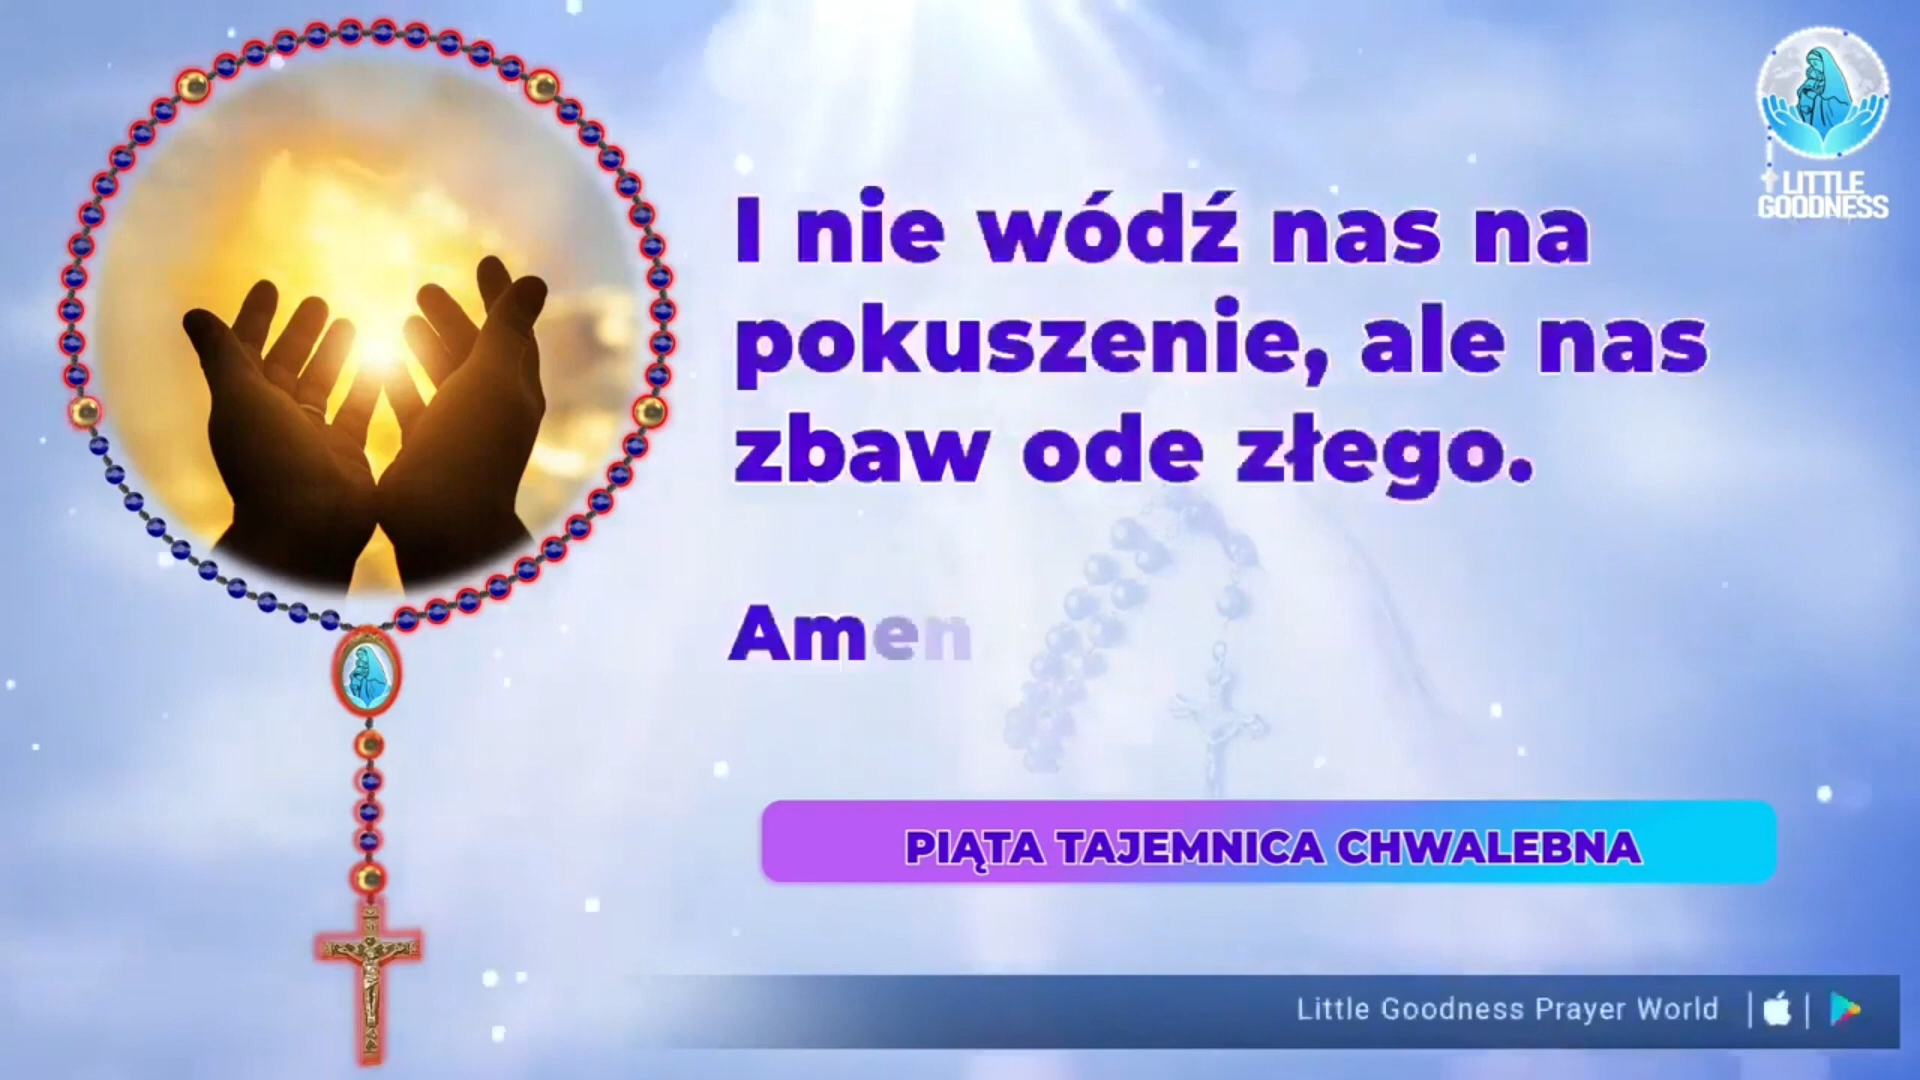 LITTLE
GOODNESS
I nie wódź nas na
pokuszenie, ale nas
zbaw ode złego.
Amen
PIĄTA TAJEMNICA CHWALEBNA
Little Goodness Prayer World